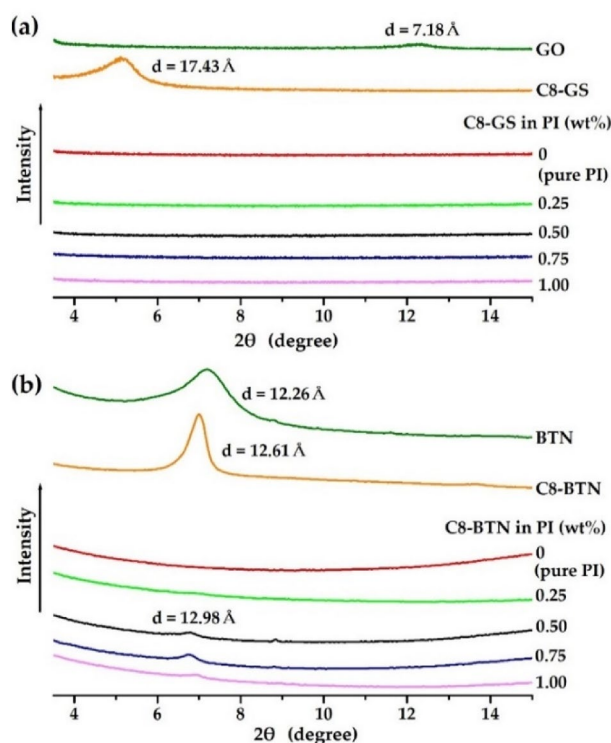 (a)
d = 7.18 Å
GO
d = 17.43 Å
C8-GS
C8-GS in PI (wt%)
0
(pure PI)
0.25
0.50
0.75
1.00
Intensity
4 6 8 10 12 14
2θ (degree)
(b)
d = 12.26 Å
BTN
d = 12.61 Å
C8-BTN
C8-BTN in PI (wt%)
0
(pure PI)
0.25
d = 12.98 Å
0.50
0.75
1.00
Intensity
4 6 8 10 12 14
2θ (degree)